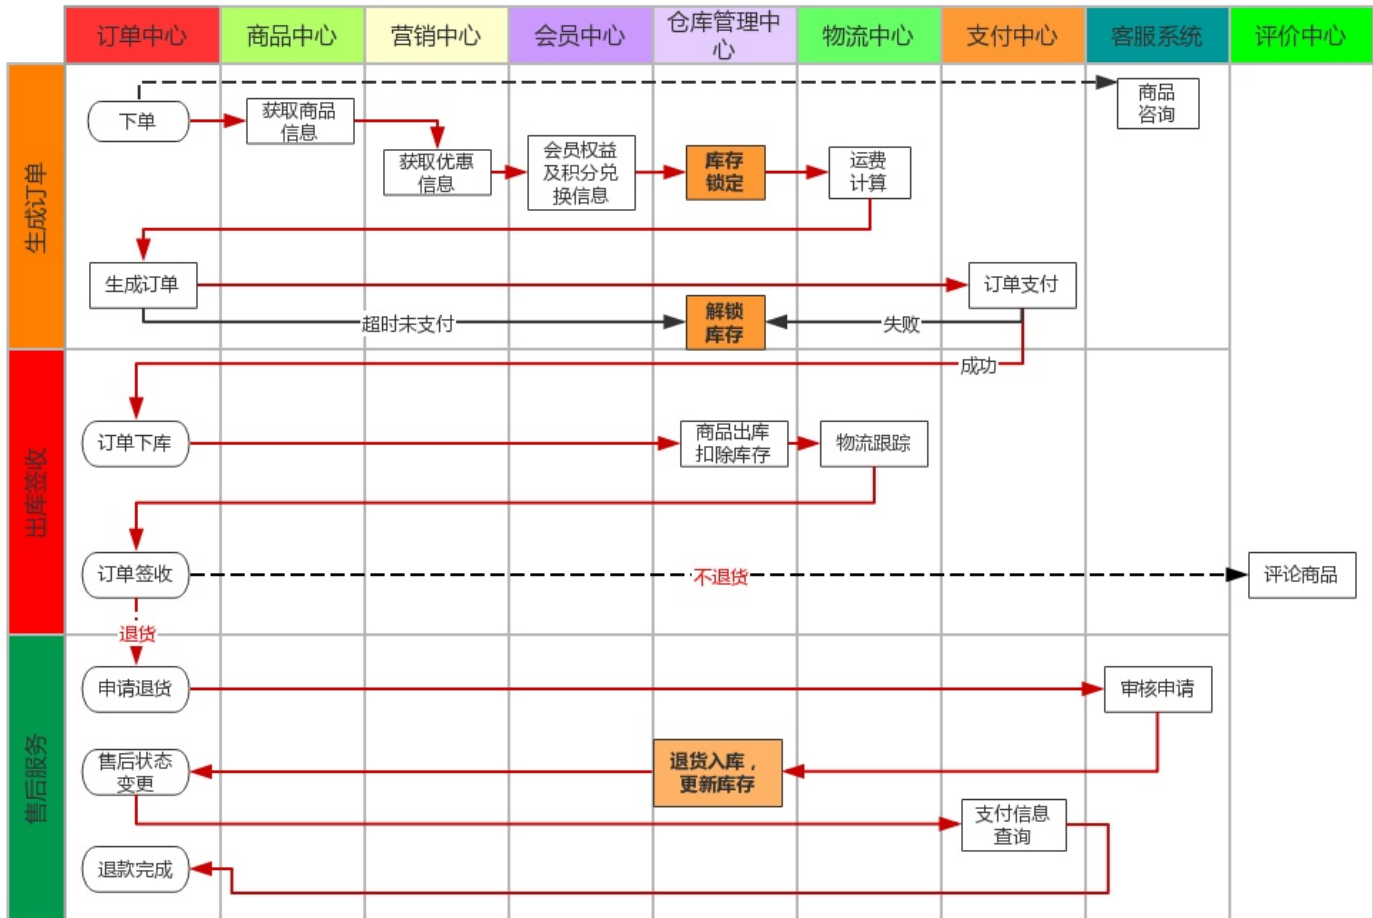 订单中心
商品中心
营销中心
会员中心
仓库管理中
心
物流中心
支付中心
客服系统
评价中心
生成订单
下单
获取商品
信息
获取优惠
信息
会员权益
及积分兑
换信息
库存
锁定
运费
计算
商品
咨询
生成订单
订单支付
超时未支付
解锁
库存
失败
成功
出库签收
订单下库
商品出库
扣除库存
物流跟踪
订单签收
不退货
评论商品
退货
售后服务
申请退货
审核申请
售后状态
变更
退货入库，
更新库存
支付信息
查询
退款完成